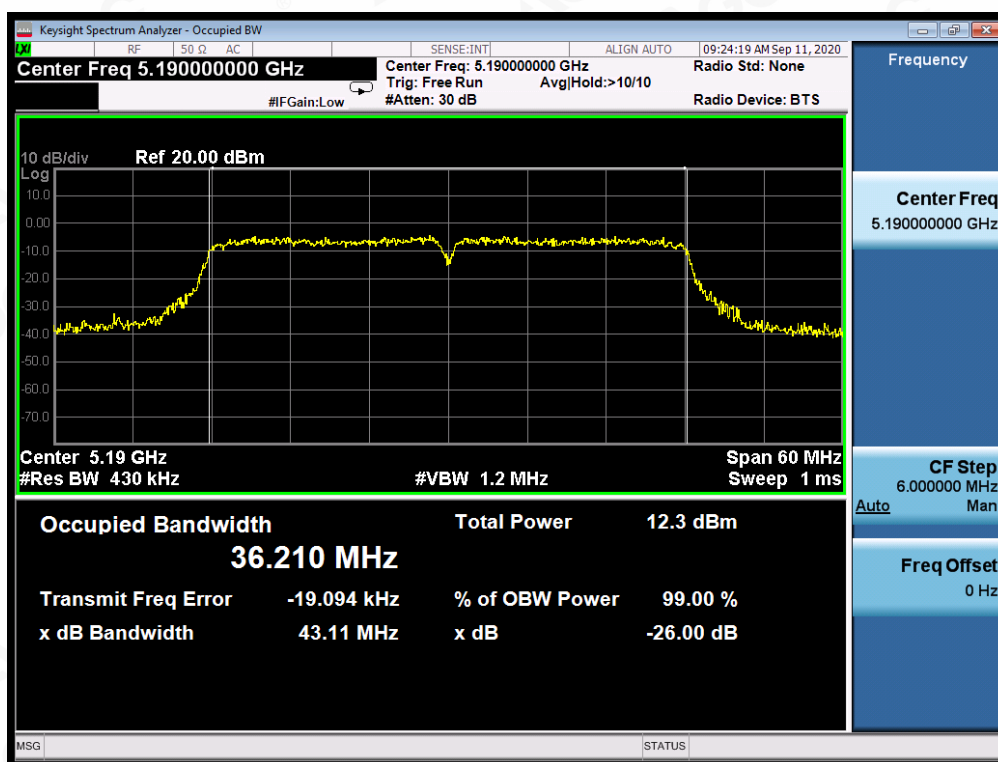 Keysight Spectrum Analyzer - Occupied BW
LXI RF 50 Ω AC SENSE:INT ALIGN AUTO 09:24:19 AM Sep 11, 2020
Center Freq 5.190000000 GHz
Center Freq: 5.190000000 GHz Radio Std: None
Trig: Free Run Avg|Hold:>10/10
#IFGain:Low #Atten: 30 dB Radio Device: BTS
10 dB/div Ref 20.00 dBm
Log
10.0
0.00
-10.0
-20.0
-30.0
-40.0
-50.0
-60.0
-70.0
Center 5.19 GHz Span 60 MHz
#Res BW 430 kHz #VBW 1.2 MHz Sweep 1 ms
Occupied Bandwidth Total Power 12.3 dBm
36.210 MHz
Transmit Freq Error -19.094 kHz % of OBW Power 99.00 %
x dB Bandwidth 43.11 MHz x dB -26.00 dB
MSG STATUS
Frequency
Center Freq
5.190000000 GHz
CF Step
6.000000 MHz
Auto Man
Freq Offset
0 Hz